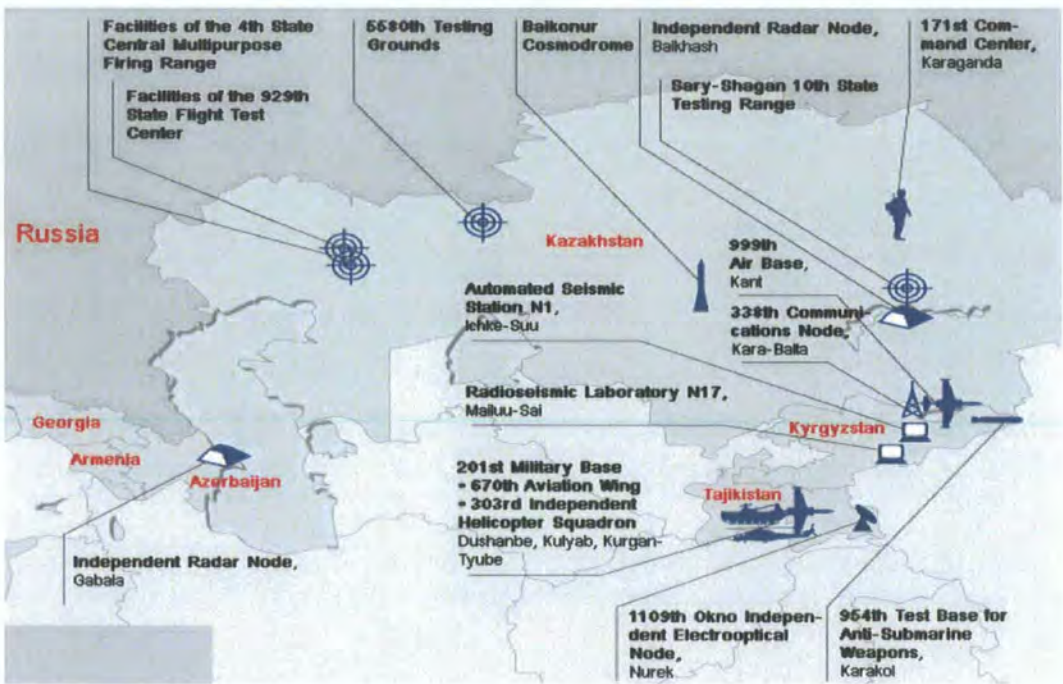 Facilities of the 4th State
Central Multipurpose
Firing Range
Facilities of the 929th
State Flight Test
Center
5580th Testing
Grounds
Baikonur
Cosmodrome
Independent Radar Node,
Balkhash
Sary-Shagan 10th State
Testing Range
171st Com-
mand Center,
Karaganda
Russia
Kazakhstan
999th
Air Base,
Kant
Automated Seismic
Station N1,
Ichke-Suu
338th Communi-
cations Node,
Kara-Balta
Radioseismic Laboratory N17,
Mailuu-Sai
Kyrgyzstan
Georgia
Armenia
Azerbaijan
201st Military Base
• 670th Aviation Wing
• 303rd Independent
Helicopter Squadron
Dushanbe, Kulyab, Kurgan-
Tyube
Tajikistan
Independent Radar Node,
Gabala
1109th Okno Indepen-
dent Electrooptical
Node,
Nurek
954th Test Base for
Anti-Submarine
Weapons,
Karakol